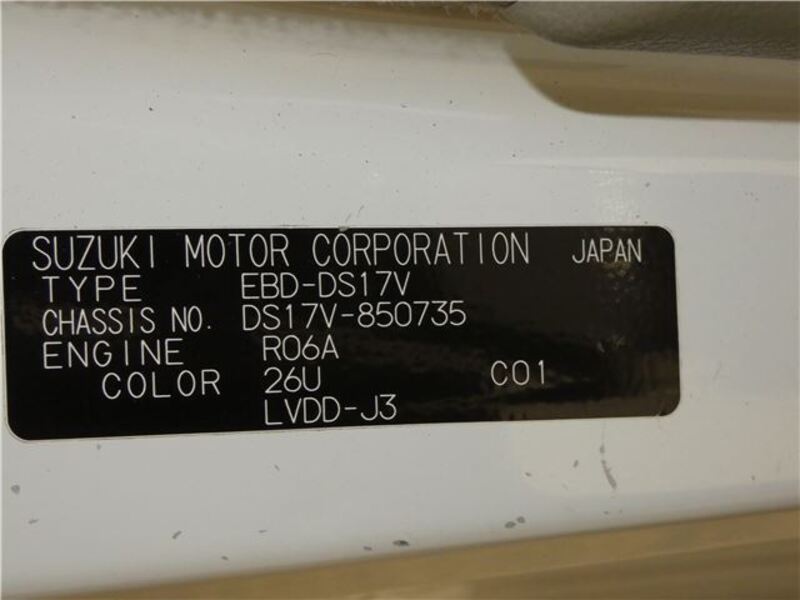 SUZUKI MOTOR CORPORATION JAPAN
TYPE EBD-DS17V
CHASSIS NO. DS17V-850735
ENGINE R06A
COLOR 26U C01
LVDD-J3